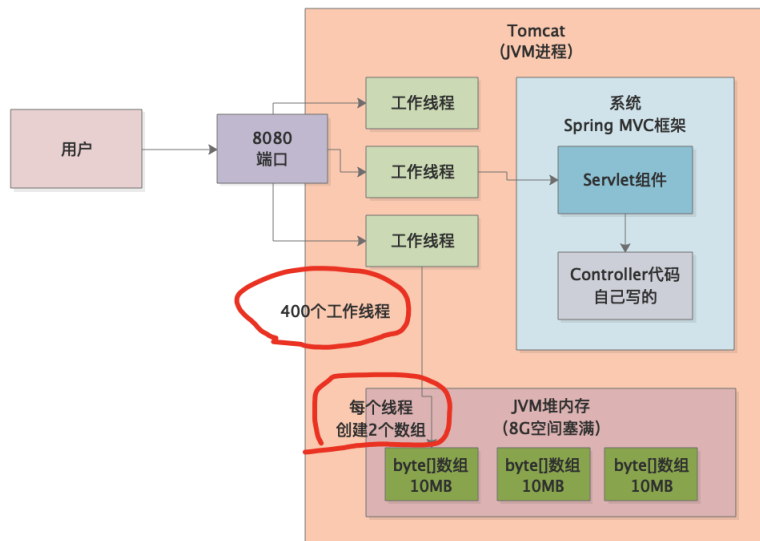 Tomcat
（JVM进程）
用户
8080
端口
工作线程
工作线程
工作线程
系统
Spring MVC框架
Servlet组件
Controller代码
自己写的
400个工作线程
每个线程
创建2个数组
JVM堆内存
（8G空间塞满）
byte[]数组
10MB
byte[]数组
10MB
byte[]数组
10MB